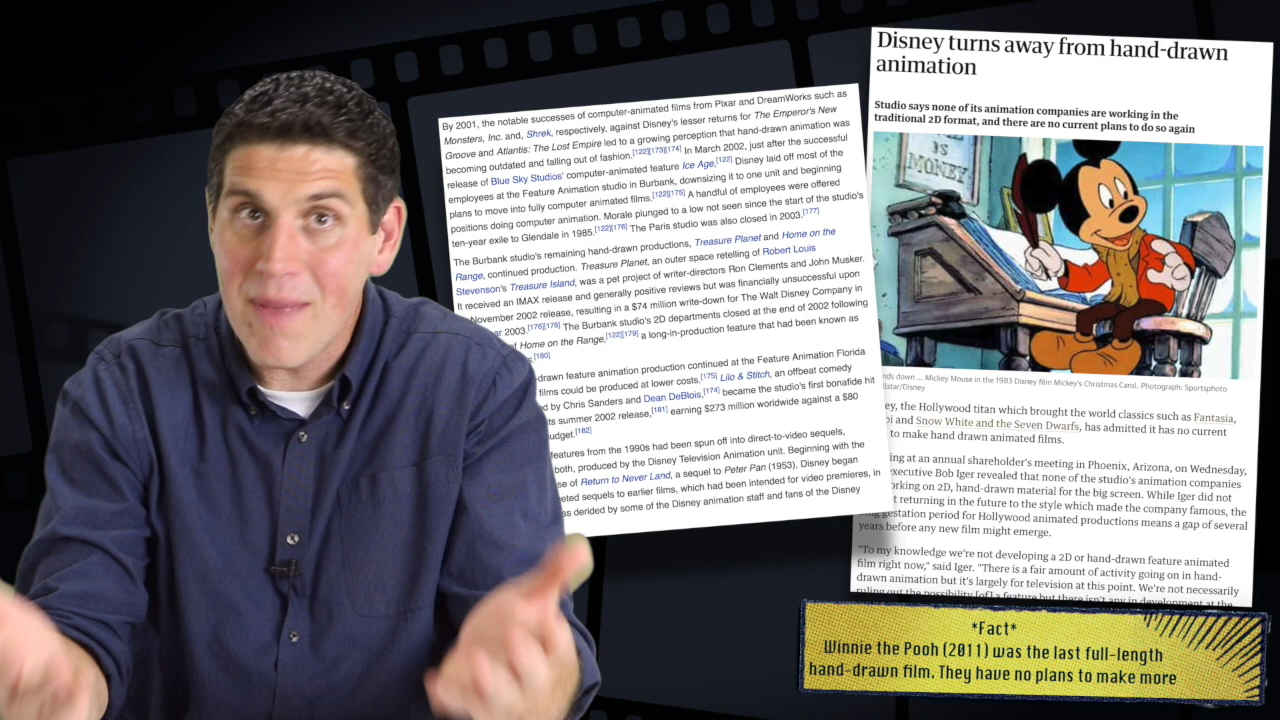 By 2001, the notable successes of computer-animated films from Pixar and DreamWorks such as
Monsters, Inc. and, Shrek, respectively, against Disney's lesser returns for The Emperor's New
Groove and Atlantis: The Lost Empire led to a growing perception that hand-drawn animation was
becoming outdated and falling out of fashion.[122][173][174] In March 2002, just after the successful
release of Blue Sky Studios' computer-animated feature Ice Age,[122] Disney laid off most of the
employees at the Feature Animation studio in Burbank, downsizing it to one unit and beginning
plans to move into fully computer animated films.[122][175] A handful of employees were offered
positions doing computer animation. Morale plunged to a low not seen since the start of the studio's
ten-year exile to Glendale in 1985.[122][176] The Paris studio was also closed in 2003.[177]
The Burbank studio's remaining hand-drawn productions, Treasure Planet and Home on the
Range, continued production. Treasure Planet, an outer space retelling of Robert Louis
Stevenson's Treasure Island, was a pet project of writer-directors Ron Clements and John Musker.
It received an IMAX release and generally positive reviews but was financially unsuccessful upon
November 2002 release, resulting in a $74 million write-down for The Walt Disney Company in
2003.[176][178] The Burbank studio's 2D departments closed at the end of 2002 following
Home on the Range,[122][179] a long-in-production feature that had been known as
[180]
drawn feature animation production continued at the Feature Animation Florida
films could be produced at lower costs.[175] Lilo & Stitch, an offbeat comedy
by Chris Sanders and Dean DeBlois,[174] became the studio's first bonafide hit
its summer 2002 release,[181] earning $273 million worldwide against a $80
[182]
features from the 1990s had been spun off into direct-to-video sequels,
both, produced by the Disney Television Animation unit. Beginning with the
of Return to Never Land, a sequel to Peter Pan (1953), Disney began
sequels to earlier films, which had been intended for video premieres, in
derided by some of the Disney animation staff and fans of the Disney
Disney turns away from hand-drawn
animation
Studio says none of its animation companies are working in the
traditional 2D format, and there are no current plans to do so again
IS
MONEY
down ... Mickey Mouse in the 1983 Disney film Mickey's Christmas Carol. Photograph: Sportsphoto
/Disney
the Hollywood titan which brought the world classics such as Fantasia,
and Snow White and the Seven Dwarfs, has admitted it has no current
to make hand drawn animated films.
at an annual shareholder's meeting in Phoenix, Arizona, on Wednesday,
executive Bob Iger revealed that none of the studio's animation companies
on 2D, hand-drawn material for the big screen. While Iger did not
returning in the future to the style which made the company famous, the
gestation period for Hollywood animated productions means a gap of several
years before any new film might emerge.
"To my knowledge we're not developing a 2D or hand-drawn feature animated
film right now," said Iger. "There is a fair amount of activity going on in hand-
drawn animation but it's largely for television at this point. We're not necessarily
ruling out the possibility [of] a feature but there isn't any in development at the
*Fact*
Winnie the Pooh (2011) was the last full-length
hand-drawn film. They have no plans to make more